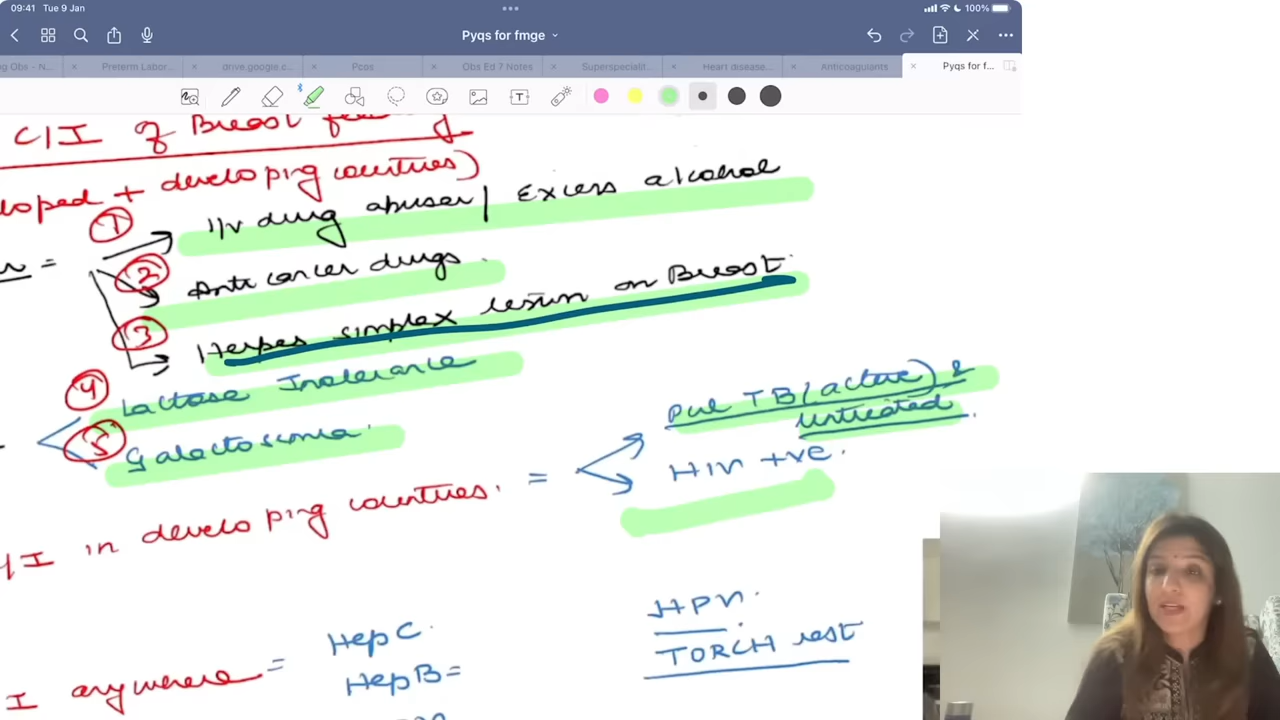 09:41 Tue 9 Jan
100%
Pyqs for fmge
Obs - N...
Preterm Labor...
drive.google.c...
Pcos
Obs Ed 7 Notes
Superspecialit...
Heart disease...
Anticoagulants
Pyqs for f...
C/I of Breast feeding
loped + developing countries)
① I/v drug abuser / Excess alcohol
② Anti cancer drugs
③ Herpes simplex lesion on Breast
④ Lactose Intolerance
⑤ Galactosemia
Pul TB (active) &
untreated
C/I in developing countries. = HIV +ve.
HPV.
TORCH rest
I anywhere = Hep C
Hep B =